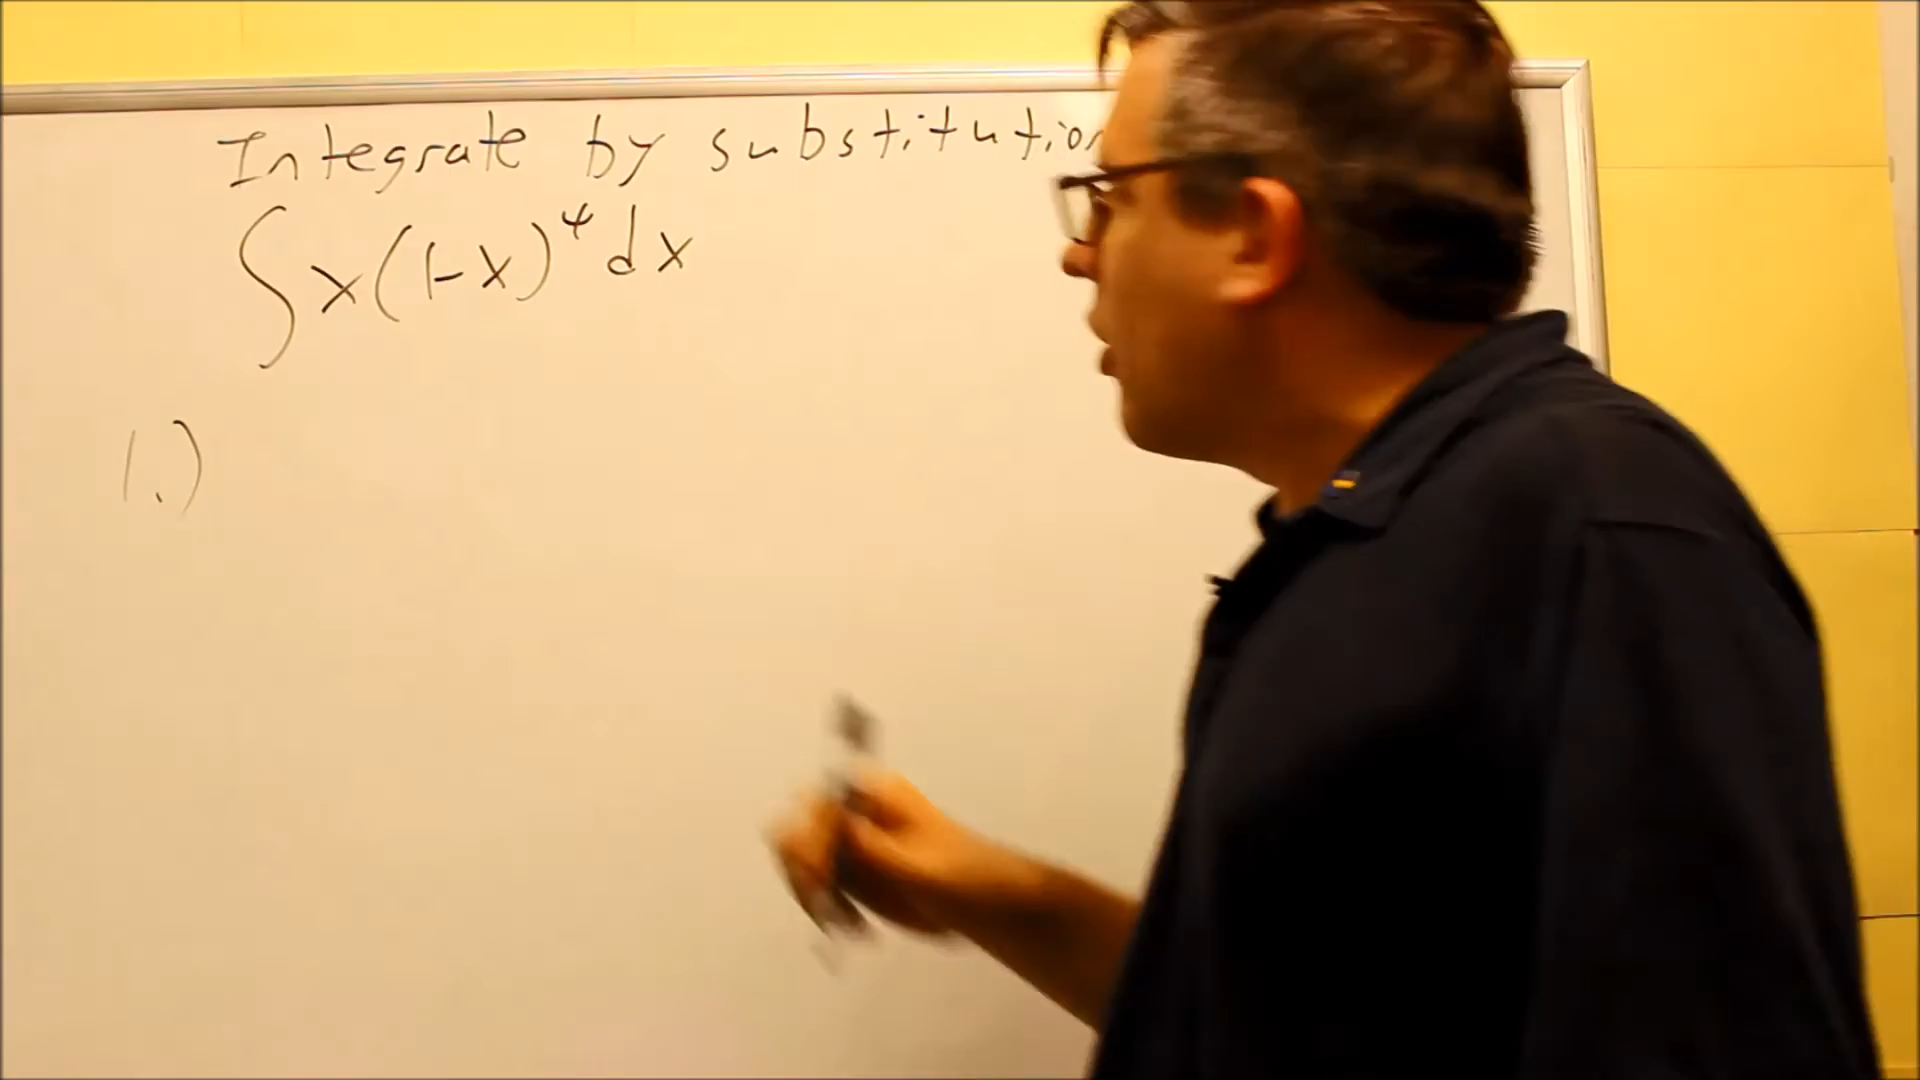 Integrate by substitution
∫x(1-x)⁴dx
1.)